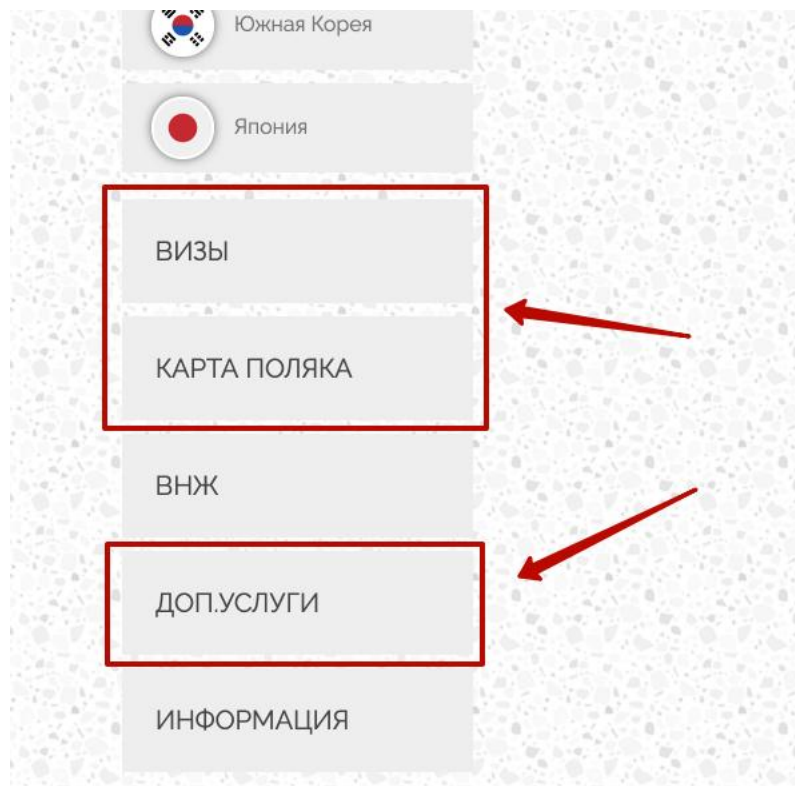 Южная Корея
Япония
ВИЗЫ
КАРТА ПОЛЯКА
ВНЖ
ДОП.УСЛУГИ
ИНФОРМАЦИЯ